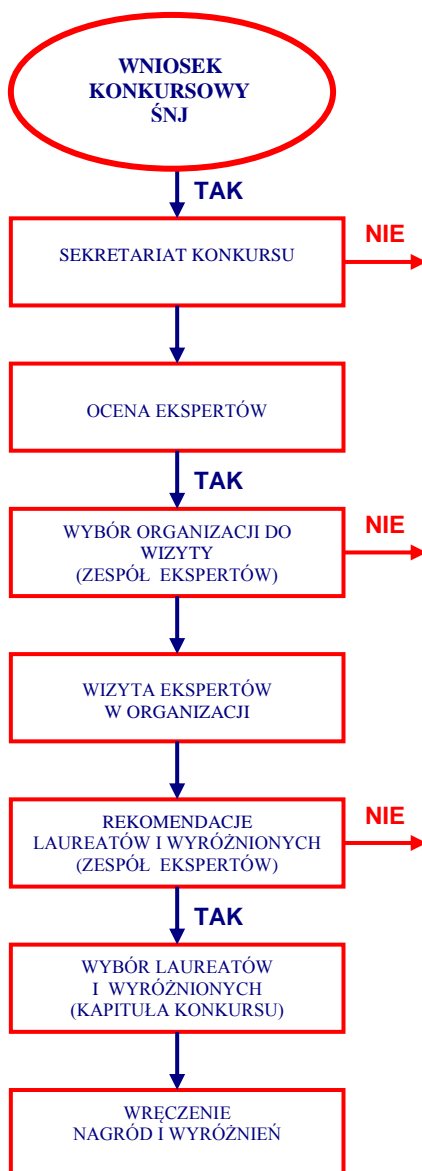 WNIOSEK
KONKURSOWY
ŚNJ
TAK
SEKRETARIAT KONKURSU
NIE
OCENA EKSPERTÓW
TAK
WYBÓR ORGANIZACJI DO
WIZYTY
(ZESPÓŁ EKSPERTÓW)
NIE
WIZYTA EKSPERTÓW
W ORGANIZACJI
REKOMENDACJE
LAUREATÓW I WYRÓŻNIONYCH
(ZESPÓŁ EKSPERTÓW)
NIE
TAK
WYBÓR LAUREATÓW
I WYRÓŻNIONYCH
(KAPITUŁA KONKURSU)
WRĘCZENIE
NAGRÓD I WYRÓŻNIEŃ